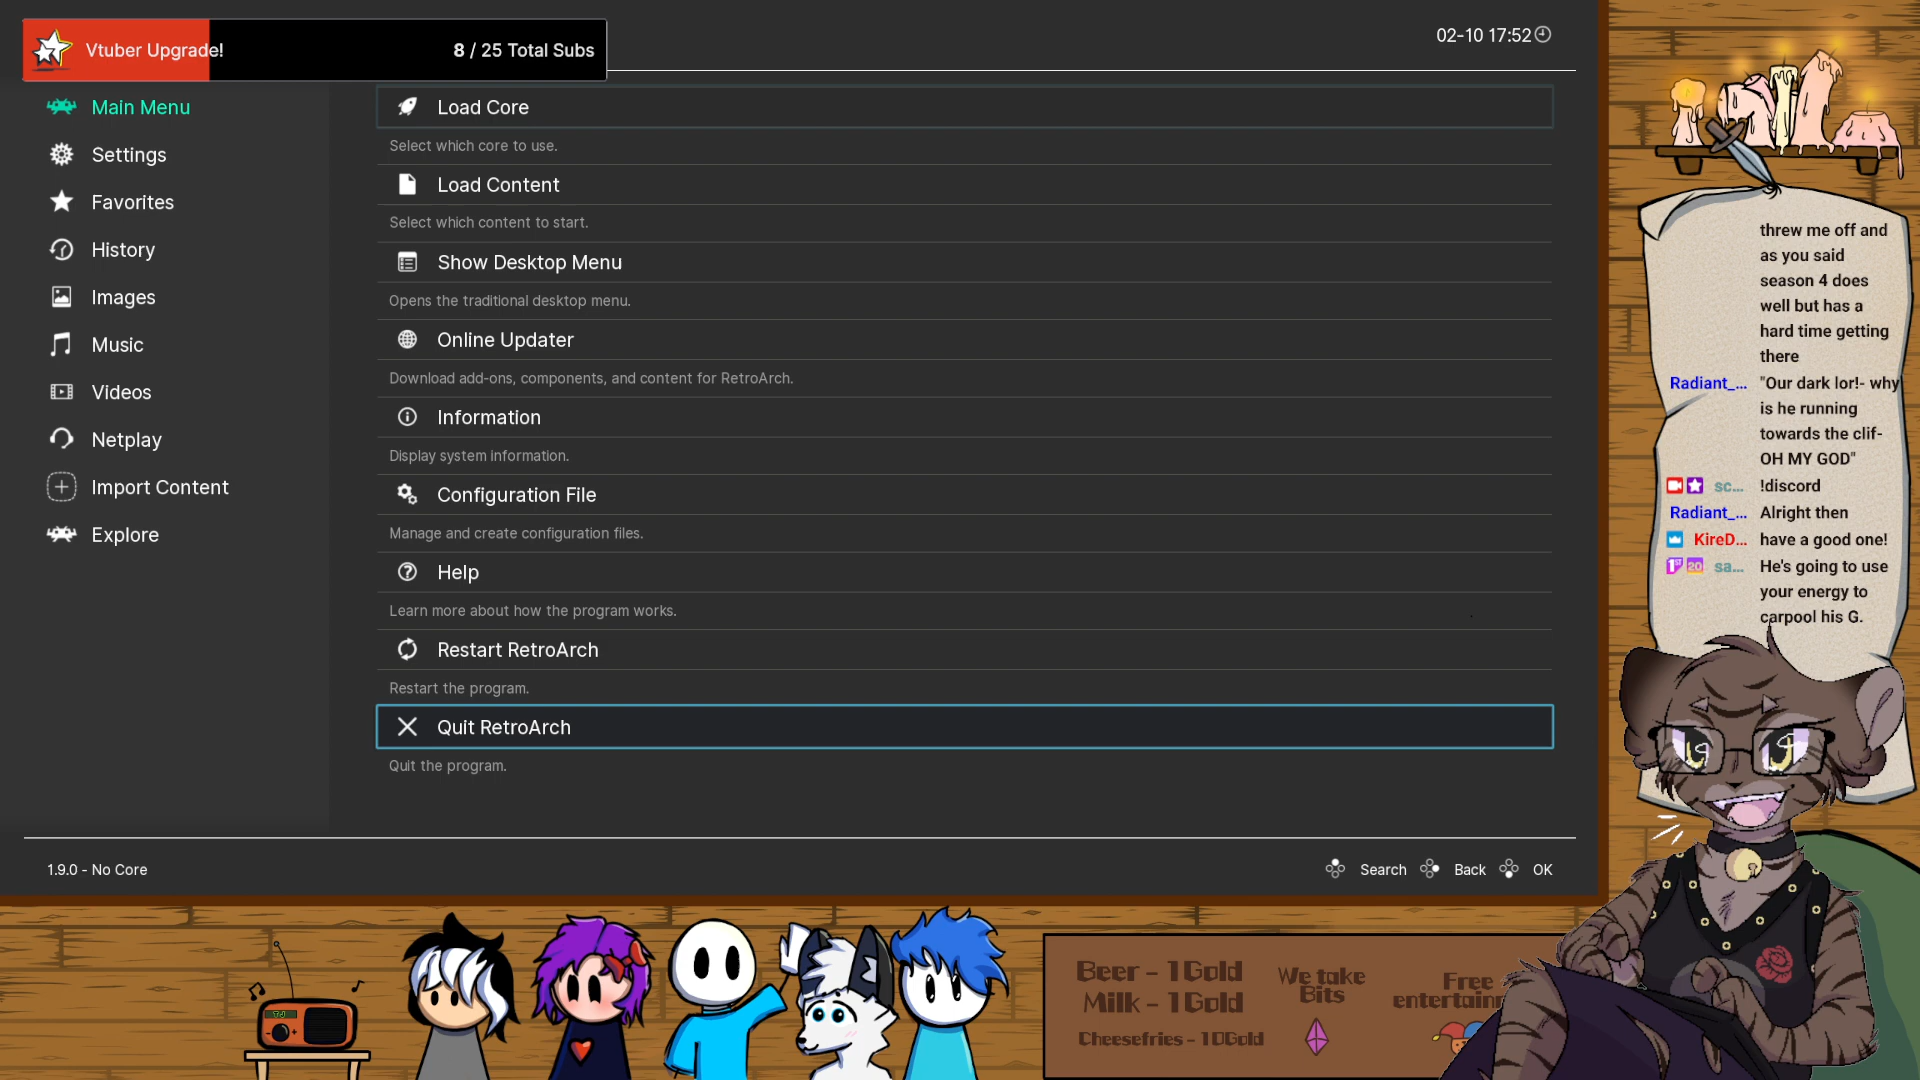 Vtuber Upgrade!
8 / 25 Total Subs
02-10 17:52
Main Menu
Settings
Favorites
History
Images
Music
Videos
Netplay
Import Content
Explore
Load Core
Select which core to use.
Load Content
Select which content to start.
Show Desktop Menu
Opens the traditional desktop menu.
Online Updater
Download add-ons, components, and content for RetroArch.
Information
Display system information.
Configuration File
Manage and create configuration files.
Help
Learn more about how the program works.
Restart RetroArch
Restart the program.
Quit RetroArch
Quit the program.
1.9.0 - No Core
Search Back OK
threw me off and
as you said
season 4 does
well but has a
hard time getting
there
Radiant_... "Our dark lor!- why
is he running
towards the clif-
OH MY GOD"
sc... !discord
Radiant_... Alright then
KireD... have a good one!
20 sa... He's going to use
your energy to
carpool his G.
Beer - 1Gold
Milk - 1Gold
Cheesefries - 10Gold
We take
Bits
Free
entertain